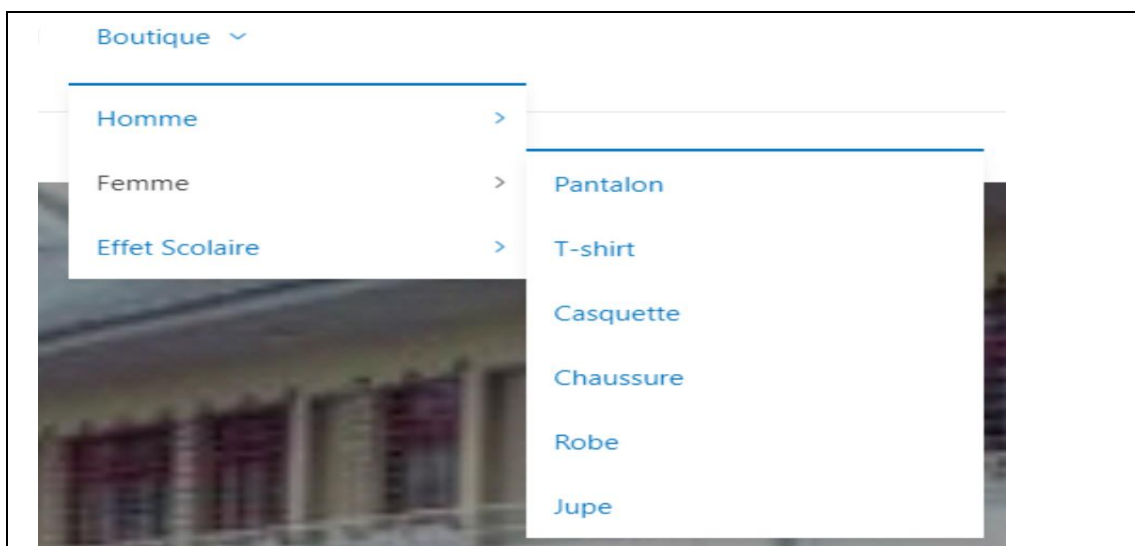 Boutique
Homme
Femme
Effet Scolaire
Pantalon
T-shirt
Casquette
Chaussure
Robe
Jupe